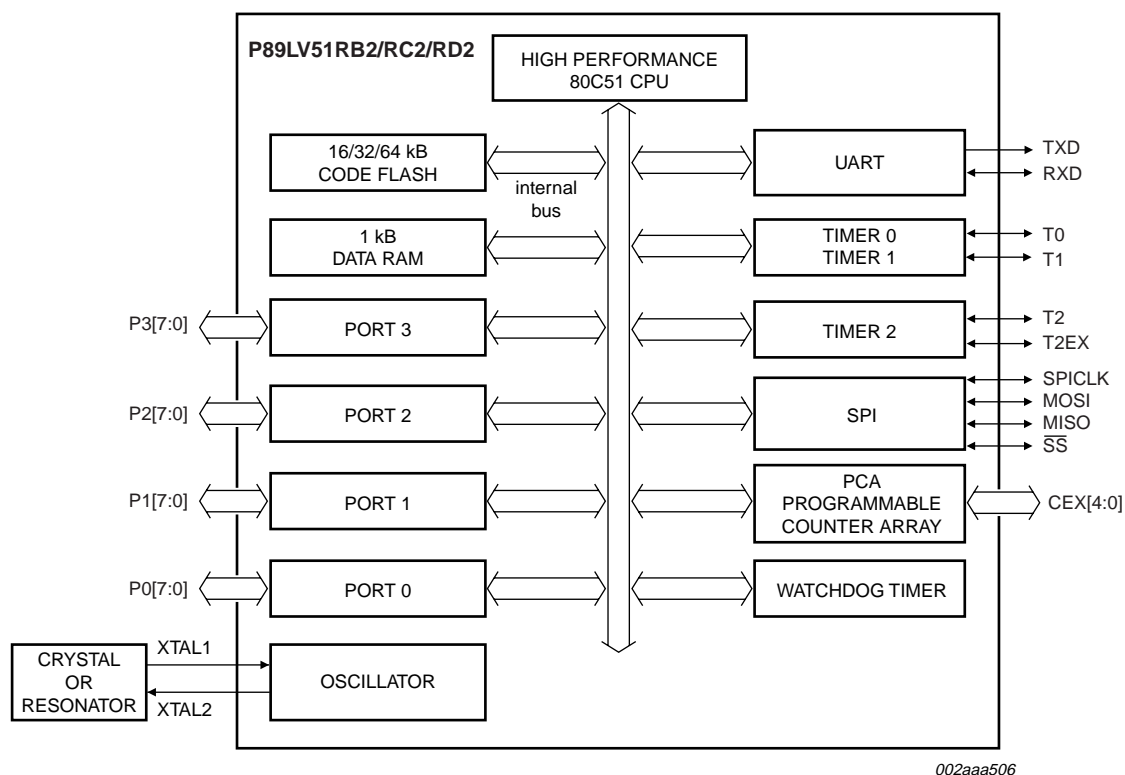 P89LV51RB2/RC2/RD2
HIGH PERFORMANCE
80C51 CPU
16/32/64 kB
CODE FLASH
internal
bus
UART
TXD
RXD
1 kB
DATA RAM
TIMER 0
TIMER 1
T0
T1
P3[7:0]
PORT 3
TIMER 2
T2
T2EX
P2[7:0]
PORT 2
SPI
SPICLK
MOSI
MISO
SS
P1[7:0]
PORT 1
PCA
PROGRAMMABLE
COUNTER ARRAY
CEX[4:0]
P0[7:0]
PORT 0
WATCHDOG TIMER
CRYSTAL
OR
RESONATOR
XTAL1
XTAL2
OSCILLATOR
002aaa506